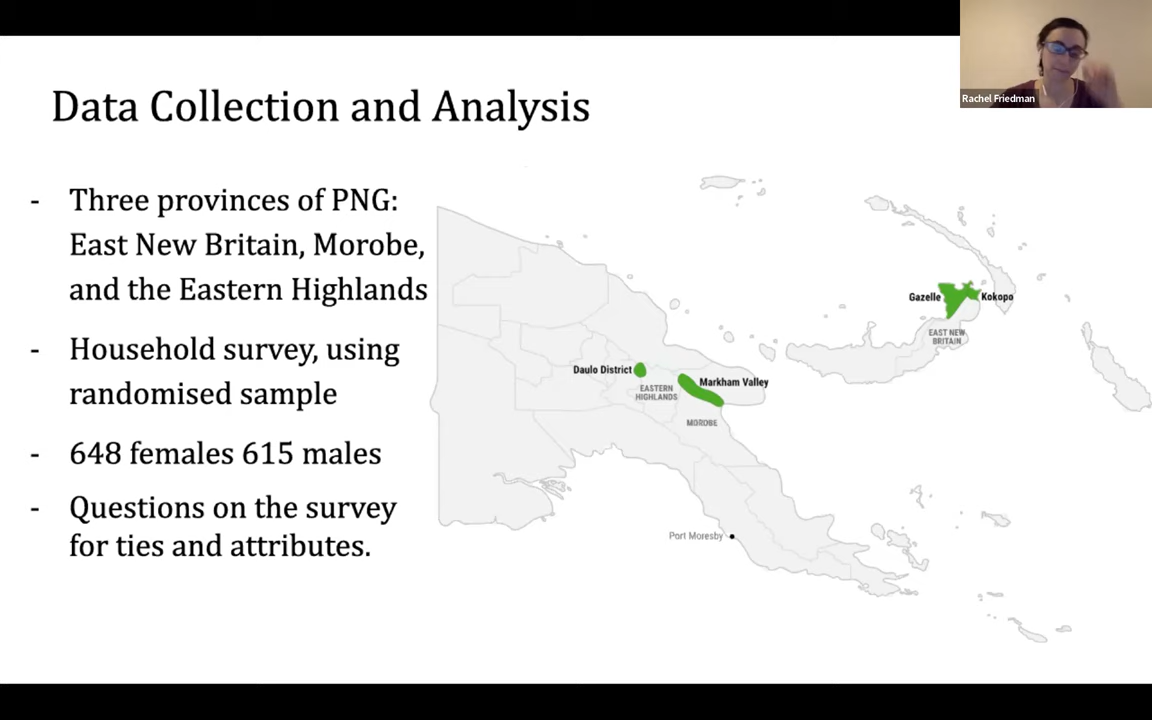 Data Collection and Analysis
Rachel Friedman
- Three provinces of PNG:
East New Britain, Morobe,
and the Eastern Highlands
- Household survey, using
randomised sample
- 648 females 615 males
- Questions on the survey
for ties and attributes.
Gazelle
Kokopo
EAST NEW
BRITAIN
Daulo District
Markham Valley
EASTERN
HIGHLANDS
MOROBE
Port Moresby